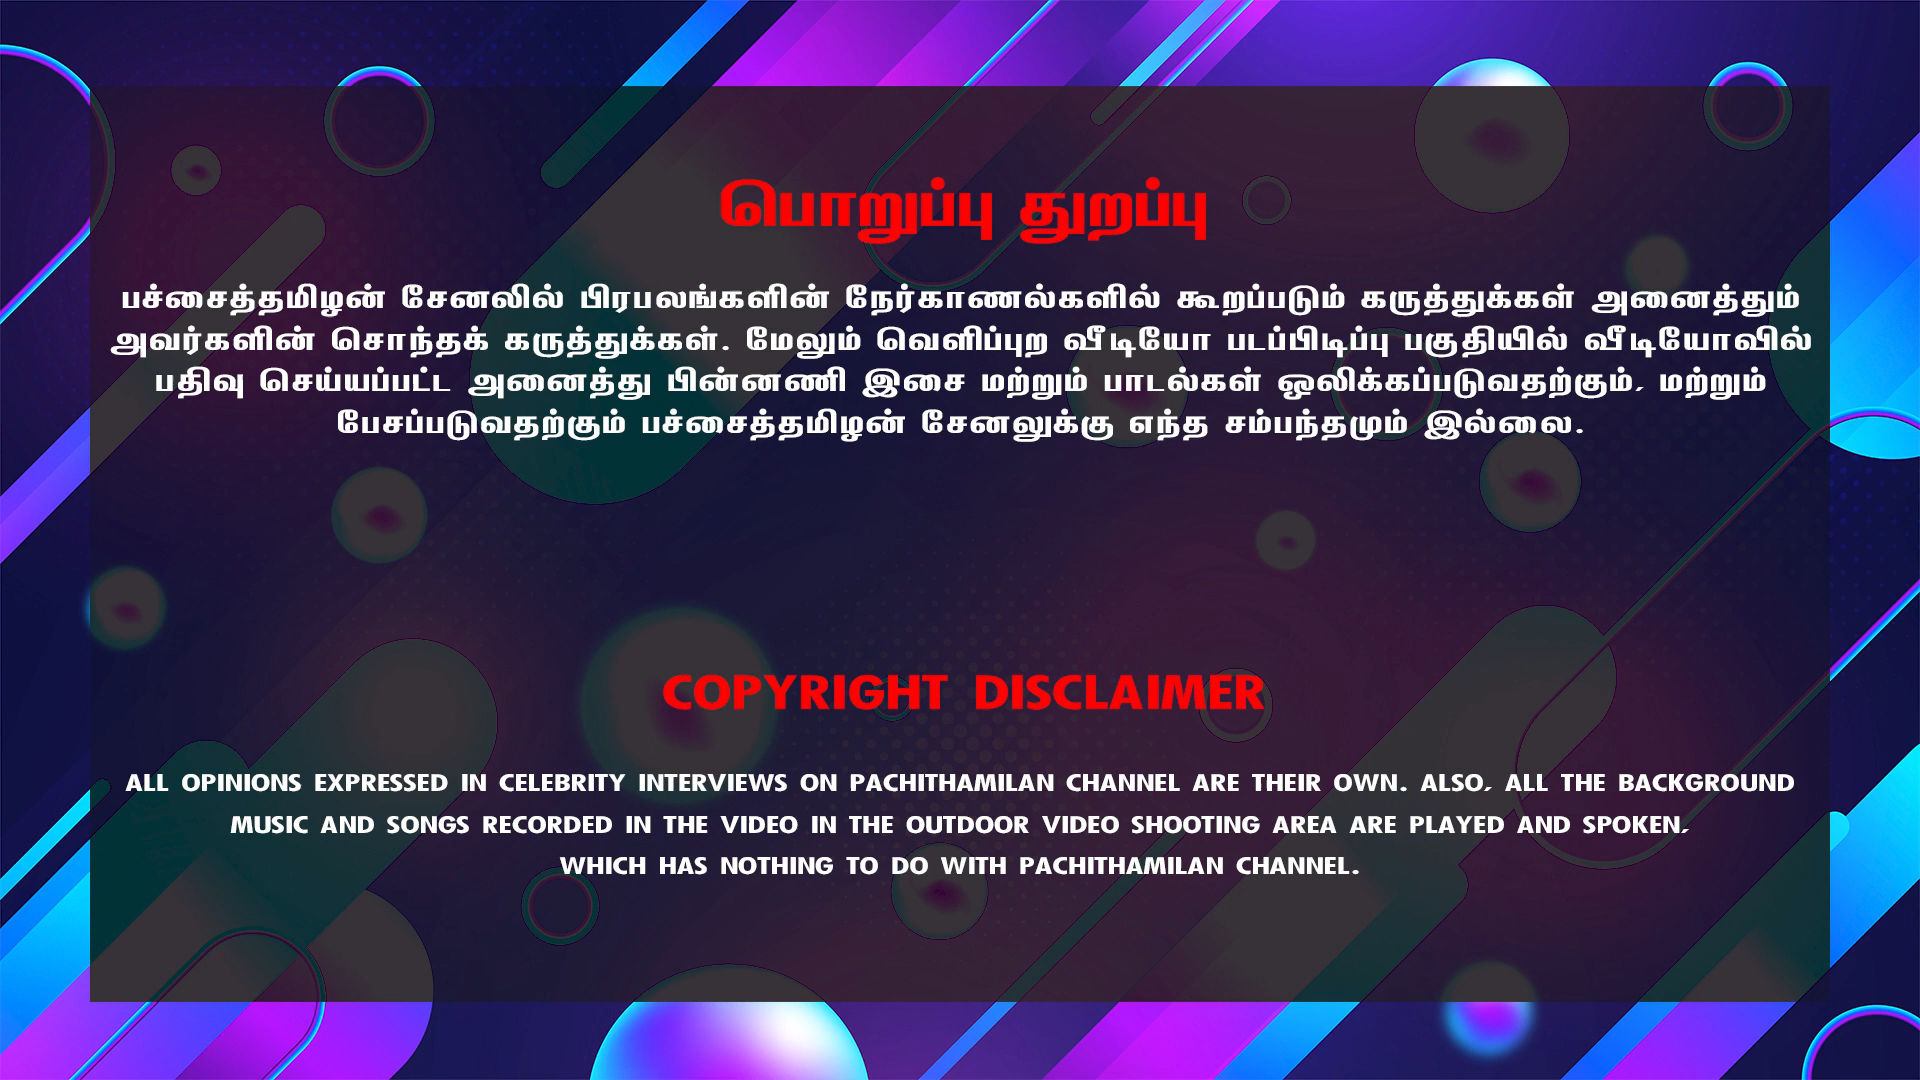 பொறுப்பு துறப்பு
பச்சைத்தமிழன் சேனலில் பிரபலங்களின் நேர்காணல்களில் கூறப்படும் கருத்துக்கள் அனைத்தும்
அவர்களின் சொந்தக் கருத்துக்கள். மேலும் வெளிப்புற வீடியோ படப்பிடிப்பு பகுதியில் வீடியோவில்
பதிவு செய்யப்பட்ட அனைத்து பின்னணி இசை மற்றும் பாடல்கள் ஒலிக்கப்படுவதற்கும், மற்றும்
பேசப்படுவதற்கும் பச்சைத்தமிழன் சேனலுக்கு எந்த சம்பந்தமும் இல்லை.
COPYRIGHT DISCLAIMER
ALL OPINIONS EXPRESSED IN CELEBRITY INTERVIEWS ON PACHITHAMILAN CHANNEL ARE THEIR OWN. ALSO, ALL THE BACKGROUND
MUSIC AND SONGS RECORDED IN THE VIDEO IN THE OUTDOOR VIDEO SHOOTING AREA ARE PLAYED AND SPOKEN,
WHICH HAS NOTHING TO DO WITH PACHITHAMILAN CHANNEL.